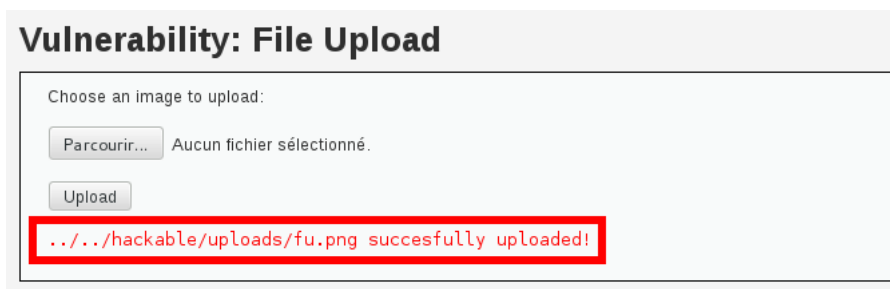 Vulnerability: File Upload
Choose an image to upload:
Parcourir... Aucun fichier sélectionné.
Upload
../../hackable/uploads/fu.png succesfully uploaded!